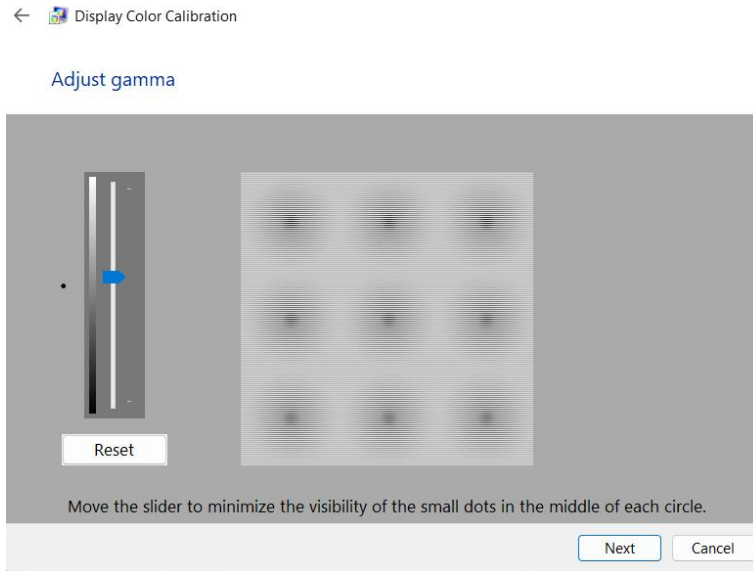 Display Color Calibration
Adjust gamma
Reset
Move the slider to minimize the visibility of the small dots in the middle of each circle.
Next
Cancel